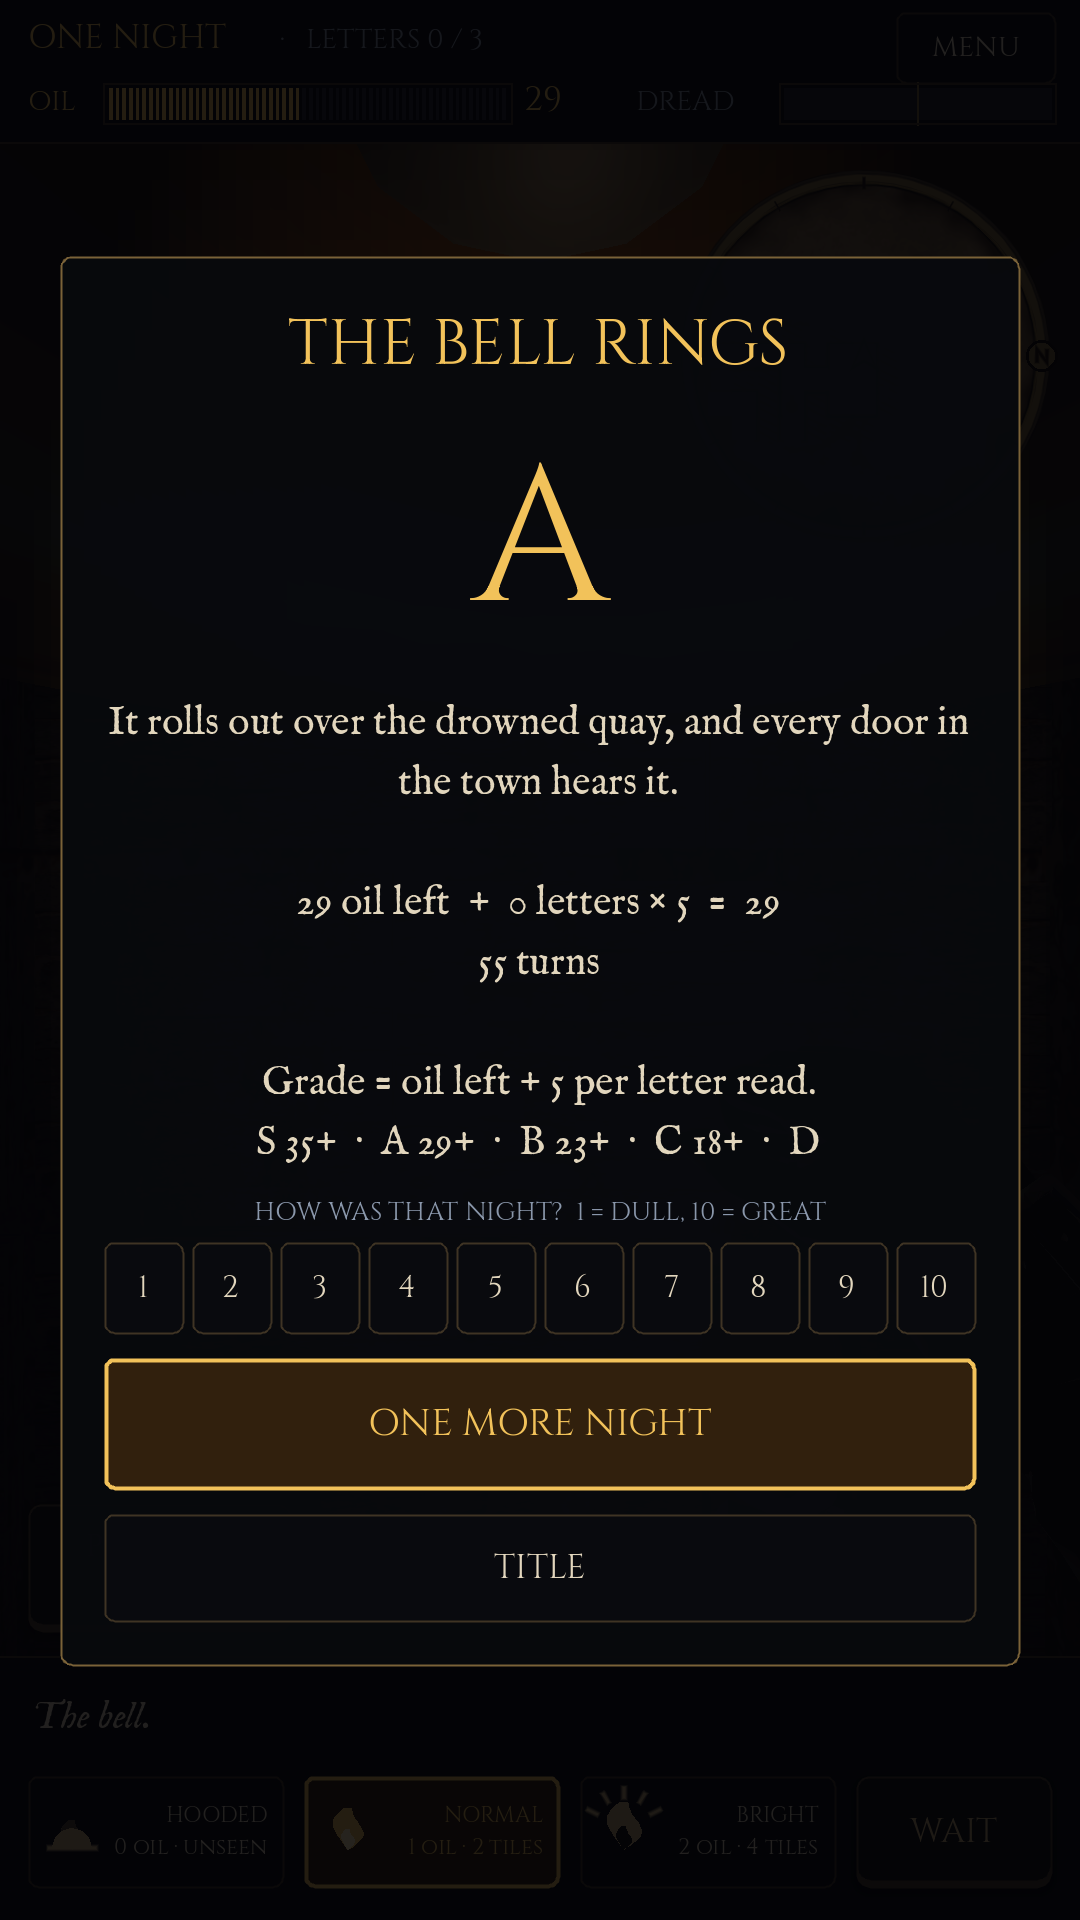 ONE NIGHT · LETTERS 0 / 3
MENU
OIL 29 DREAD
N
THE BELL RINGS
A
It rolls out over the drowned quay, and every door in
the town hears it.
29 oil left + 0 letters × 5 = 29
55 turns
Grade = oil left + 5 per letter read.
S 35+ · A 29+ · B 23+ · C 18+ · D
HOW WAS THAT NIGHT? 1 = DULL, 10 = GREAT
1 2 3 4 5 6 7 8 9 10
ONE MORE NIGHT
TITLE
The bell.
HOODED
0 OIL · UNSEEN
NORMAL
1 OIL · 2 TILES
BRIGHT
2 OIL · 4 TILES
WAIT